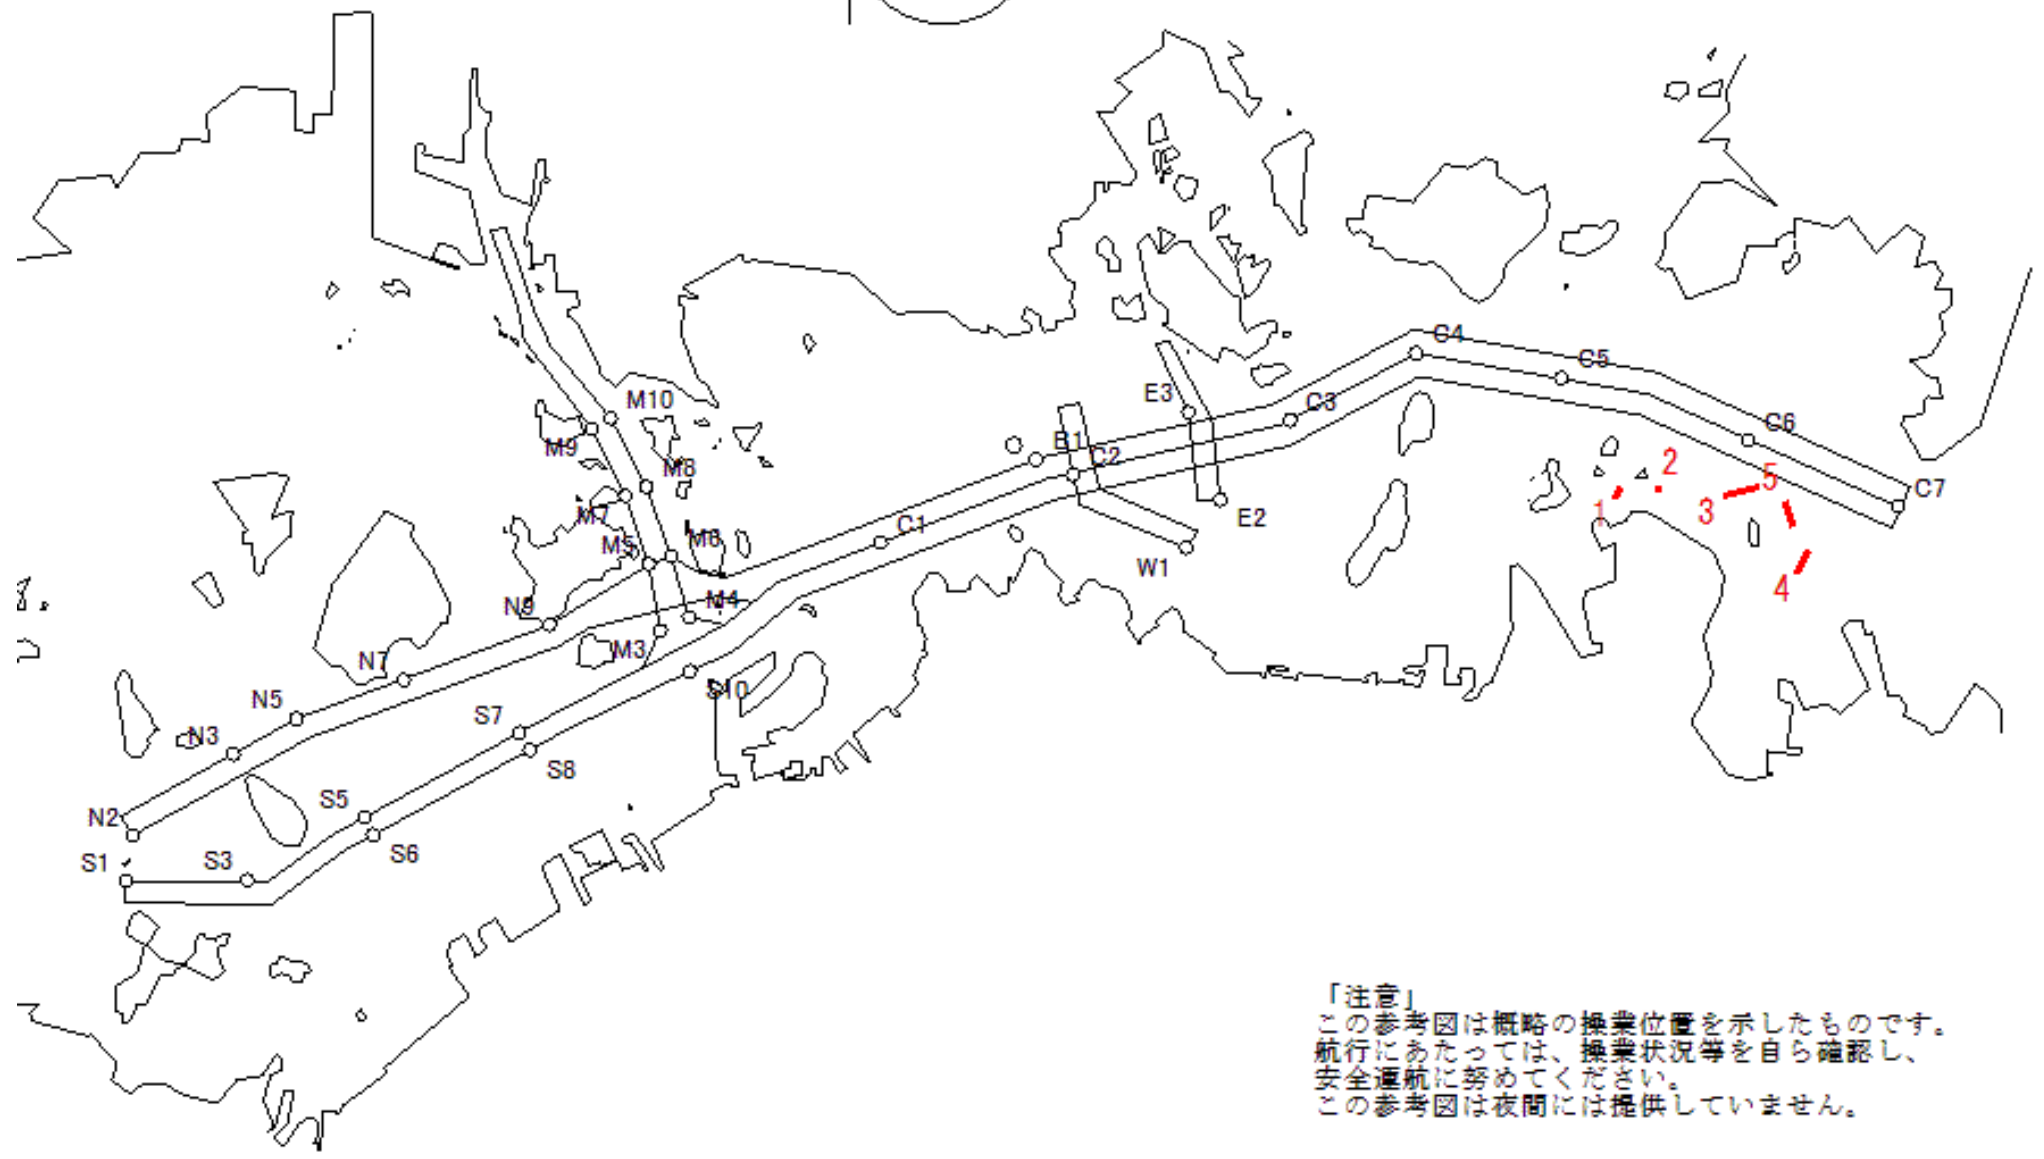 C4
C5
M10
E3
C3
C6
M9
B1
C2
M8
2
5
C7
M7
1
3
E2
C1
M5
M6
W1
4
N9
M4
N7
M3
N5
S10
N3
S7
S8
S5
N2
S6
S1
S3
「注意」
この参考図は概略の操業位置を示したものです。
航行にあたっては、操業状況等を自ら確認し、
安全運航に努めてください。
この参考図は夜間には提供していません。